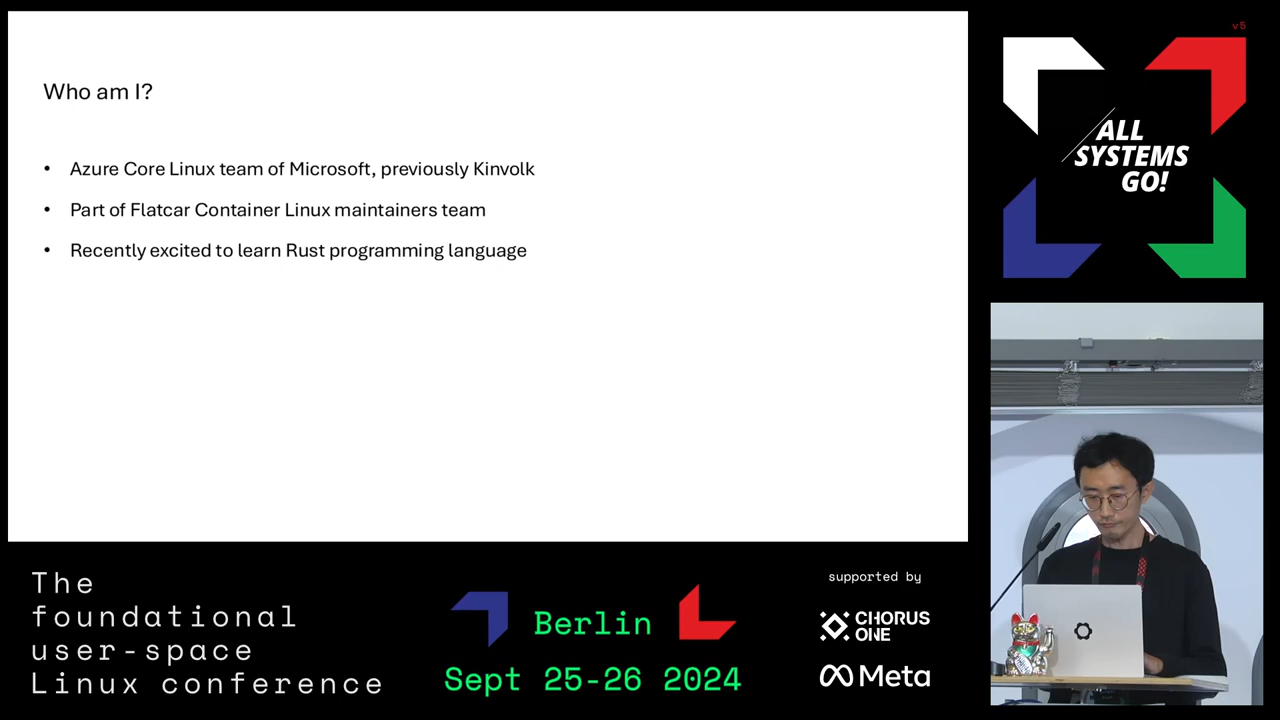 Who am I?
• Azure Core Linux team of Microsoft, previously Kinvolk
• Part of Flatcar Container Linux maintainers team
• Recently excited to learn Rust programming language
v5
ALL
SYSTEMS
GO!
The
foundational
user-space
Linux conference
Berlin
Sept 25-26 2024
supported by
CHORUS
ONE
Meta